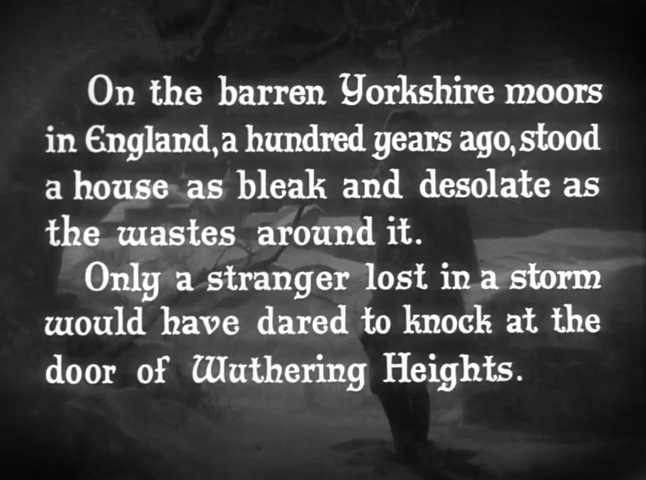 On the barren Yorkshire moors
in England, a hundred years ago, stood
a house as bleak and desolate as
the wastes around it.
Only a stranger lost in a storm
would have dared to knock at the
door of Wuthering Heights.